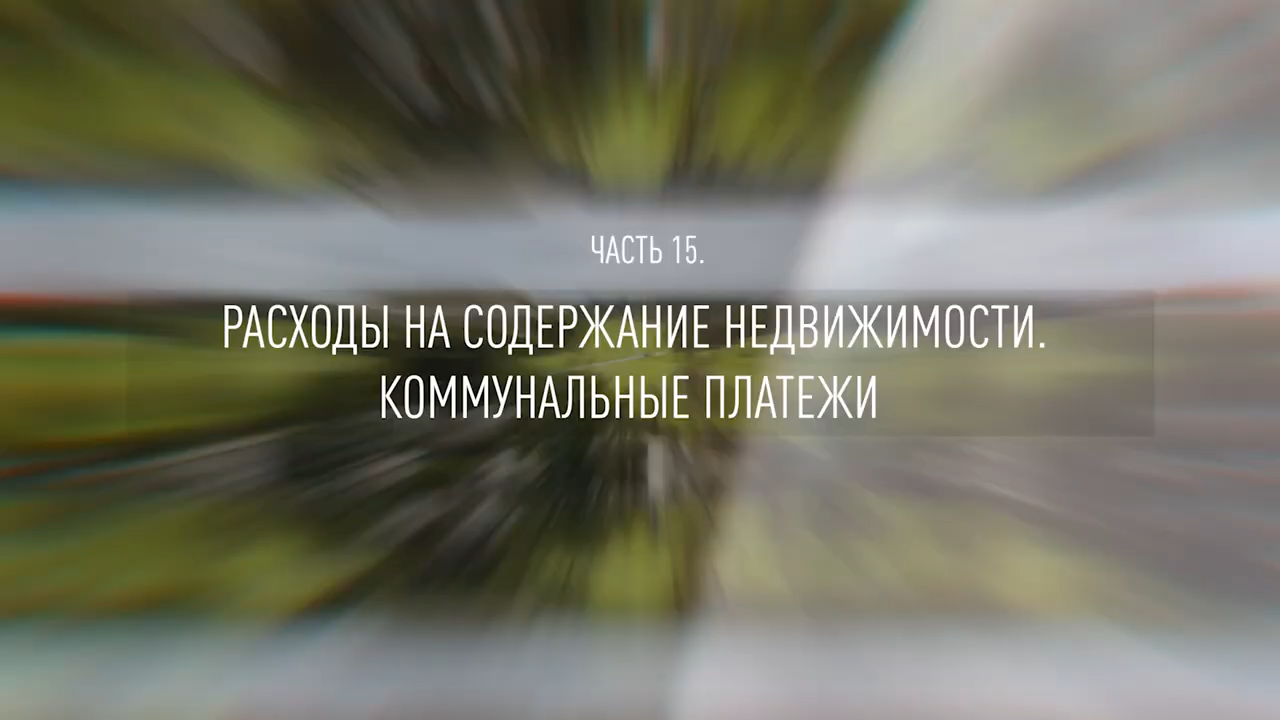 ЧАСТЬ 15.
РАСХОДЫ НА СОДЕРЖАНИЕ НЕДВИЖИМОСТИ.
КОММУНАЛЬНЫЕ ПЛАТЕЖИ